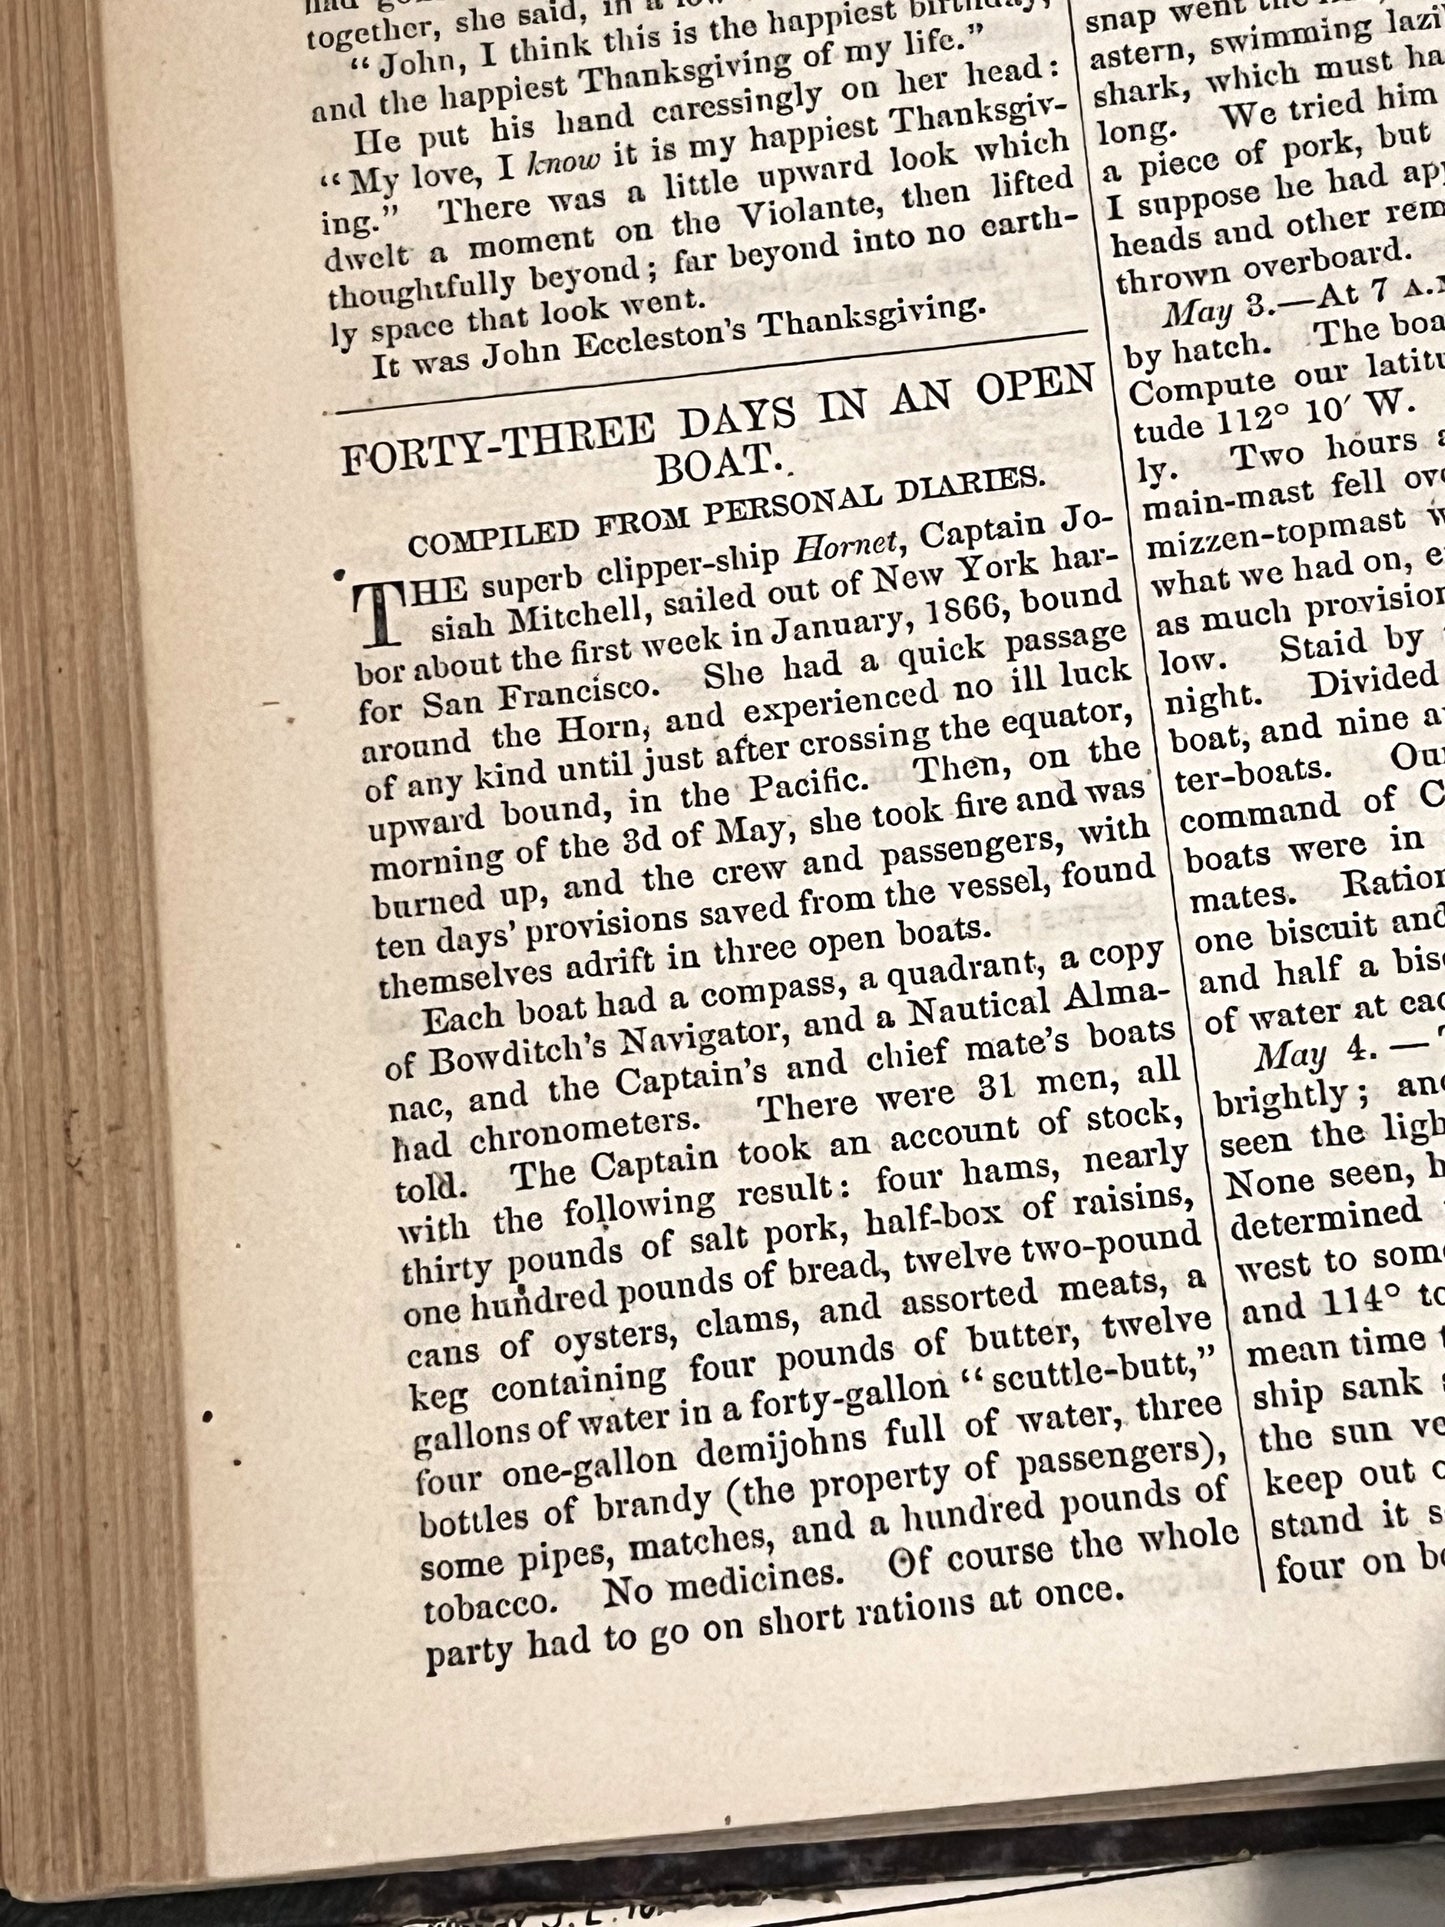 together, she said, in a
“John, I think this is the happiest birthday,
and the happiest Thanksgiving of my life.”
He put his hand caressingly on her head:
“My love, I know it is my happiest Thanksgiv-
ing.” There was a little upward look which
dwelt a moment on the Violante, then lifted
thoughtfully beyond; far beyond into no earth-
ly space that look went.
It was John Eccleston’s Thanksgiving.
FORTY-THREE DAYS IN AN OPEN
BOAT.
COMPILED FROM PERSONAL DIARIES.
THE superb clipper-ship Hornet, Captain Jo-
siah Mitchell, sailed out of New York har-
bor about the first week in January, 1866, bound
for San Francisco. She had a quick passage
around the Horn, and experienced no ill luck
of any kind until just after crossing the equator,
upward bound, in the Pacific. Then, on the
morning of the 3d of May, she took fire and was
burned up, and the crew and passengers, with
ten days’ provisions saved from the vessel, found
themselves adrift in three open boats.
Each boat had a compass, a quadrant, a copy
of Bowditch’s Navigator, and a Nautical Alma-
nac, and the Captain’s and chief mate’s boats
had chronometers. There were 31 men, all
told. The Captain took an account of stock,
with the following result: four hams, nearly
thirty pounds of salt pork, half-box of raisins,
one hundred pounds of bread, twelve two-pound
cans of oysters, clams, and assorted meats, a
keg containing four pounds of butter, twelve
gallons of water in a forty-gallon “scuttle-butt,”
four one-gallon demijohns full of water, three
bottles of brandy (the property of passengers),
some pipes, matches, and a hundred pounds of
tobacco. No medicines. Of course the whole
party had to go on short rations at once.
snap went the
astern, swimming
shark, which must
long. We tried him
a piece of pork, but
I suppose he had
heads and other
thrown overboard.
May 3.—At 7
by hatch. The
Compute our
tude 112° 10′ W.
ly. Two hours
main-mast fell
mizzen-topmast
what we had on,
as much
low. Staid by
night. Divided
boat, and nine
ter-boats.
command of
boats were in
mates.
one biscuit and
and half a
of water at
May 4.—
brightly;
seen the
None seen,
determined
west to
and 114° to
mean time
ship sank
the sun
keep out
stand it
four on